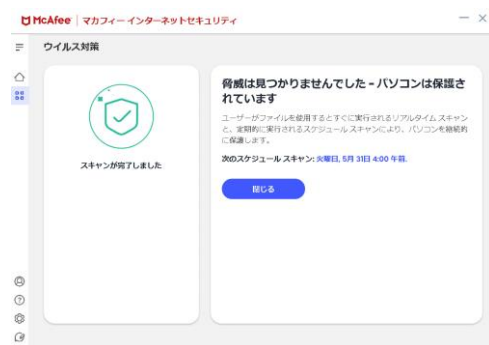 McAfee | マカフィー インターネットセキュリティ
ウイルス対策
スキャンが完了しました
脅威は見つかりませんでした - パソコンは保護さ
れています
ユーザーがファイルを使用するとすぐに実行されるリアルタイム スキャン
と、定期的に実行されるスケジュール スキャンにより、パソコンを継続的
に保護します。
次のスケジュール スキャン: 火曜日, 5月 31日 4:00 午前.
閉じる